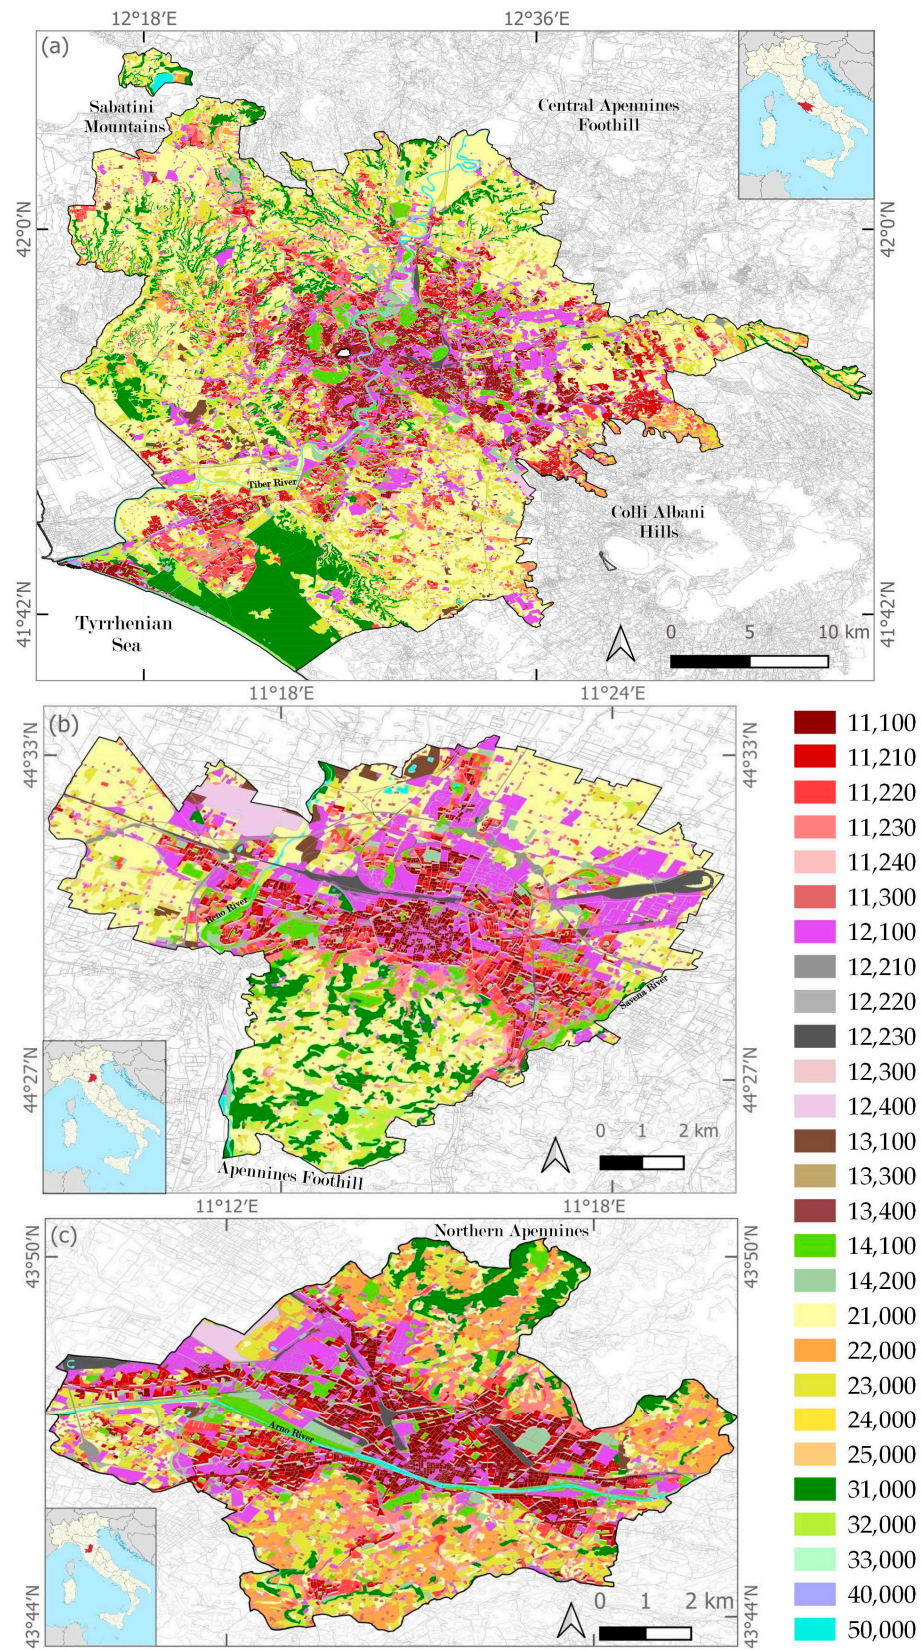 12°18′E
12°36′E
(a)
Sabatini
Mountains
Central Apennines
Foothill
42°0′N
42°0′N
Tiber River
Colli Albani
Hills
41°42′N
41°42′N
Tyrrhenian
Sea
0 5 10 km
11°18′E
11°24′E
(b)
44°33′N
44°33′N
Reno River
Savena River
44°27′N
44°27′N
0 1 2 km
Apennines Foothill
11°12′E
11°18′E
(c)
Northern Apennines
43°50′N
43°50′N
Arno River
43°44′N
43°44′N
0 1 2 km
11,100
11,210
11,220
11,230
11,240
11,300
12,100
12,210
12,220
12,230
12,300
12,400
13,100
13,300
13,400
14,100
14,200
21,000
22,000
23,000
24,000
25,000
31,000
32,000
33,000
40,000
50,000